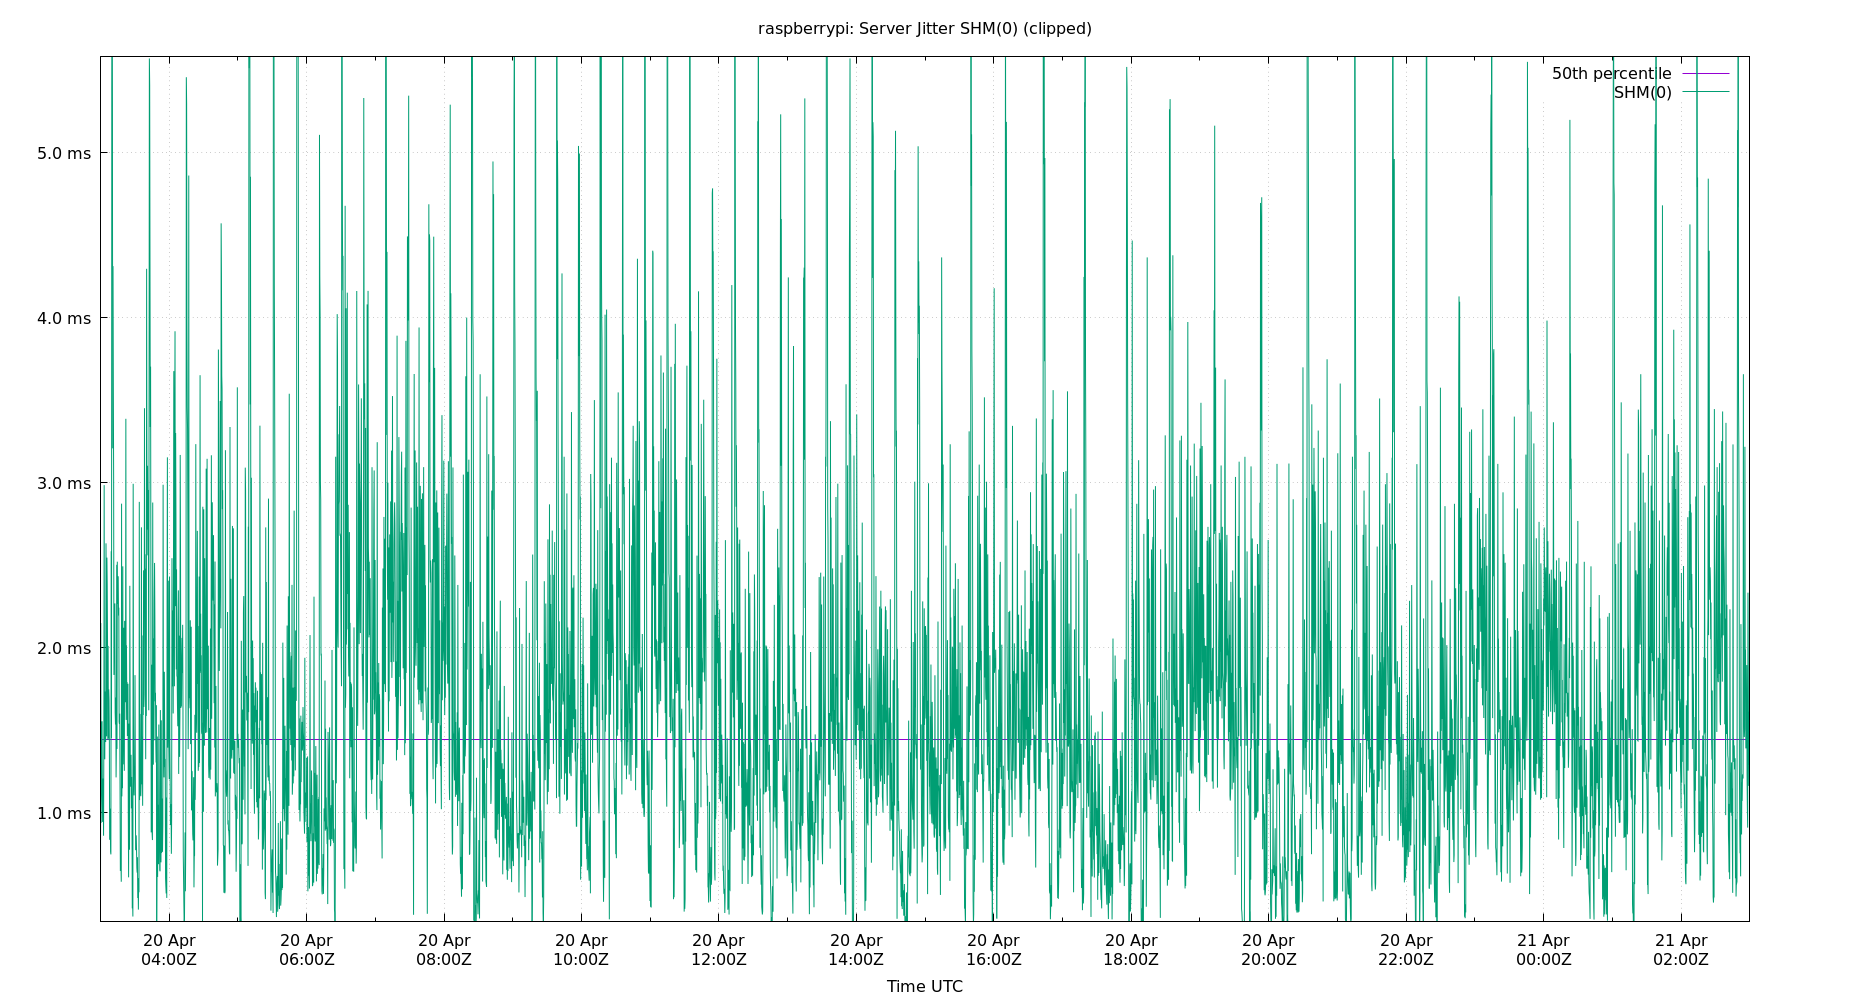 raspberrypi: Server Jitter SHM(0) (clipped)
50th percentile
SHM(0)
5.0 ms
4.0 ms
3.0 ms
2.0 ms
1.0 ms
20 Apr 20 Apr 20 Apr 20 Apr 20 Apr 20 Apr 20 Apr 20 Apr 20 Apr 20 Apr 21 Apr 21 Apr
04:00Z 06:00Z 08:00Z 10:00Z 12:00Z 14:00Z 16:00Z 18:00Z 20:00Z 22:00Z 00:00Z 02:00Z
Time UTC